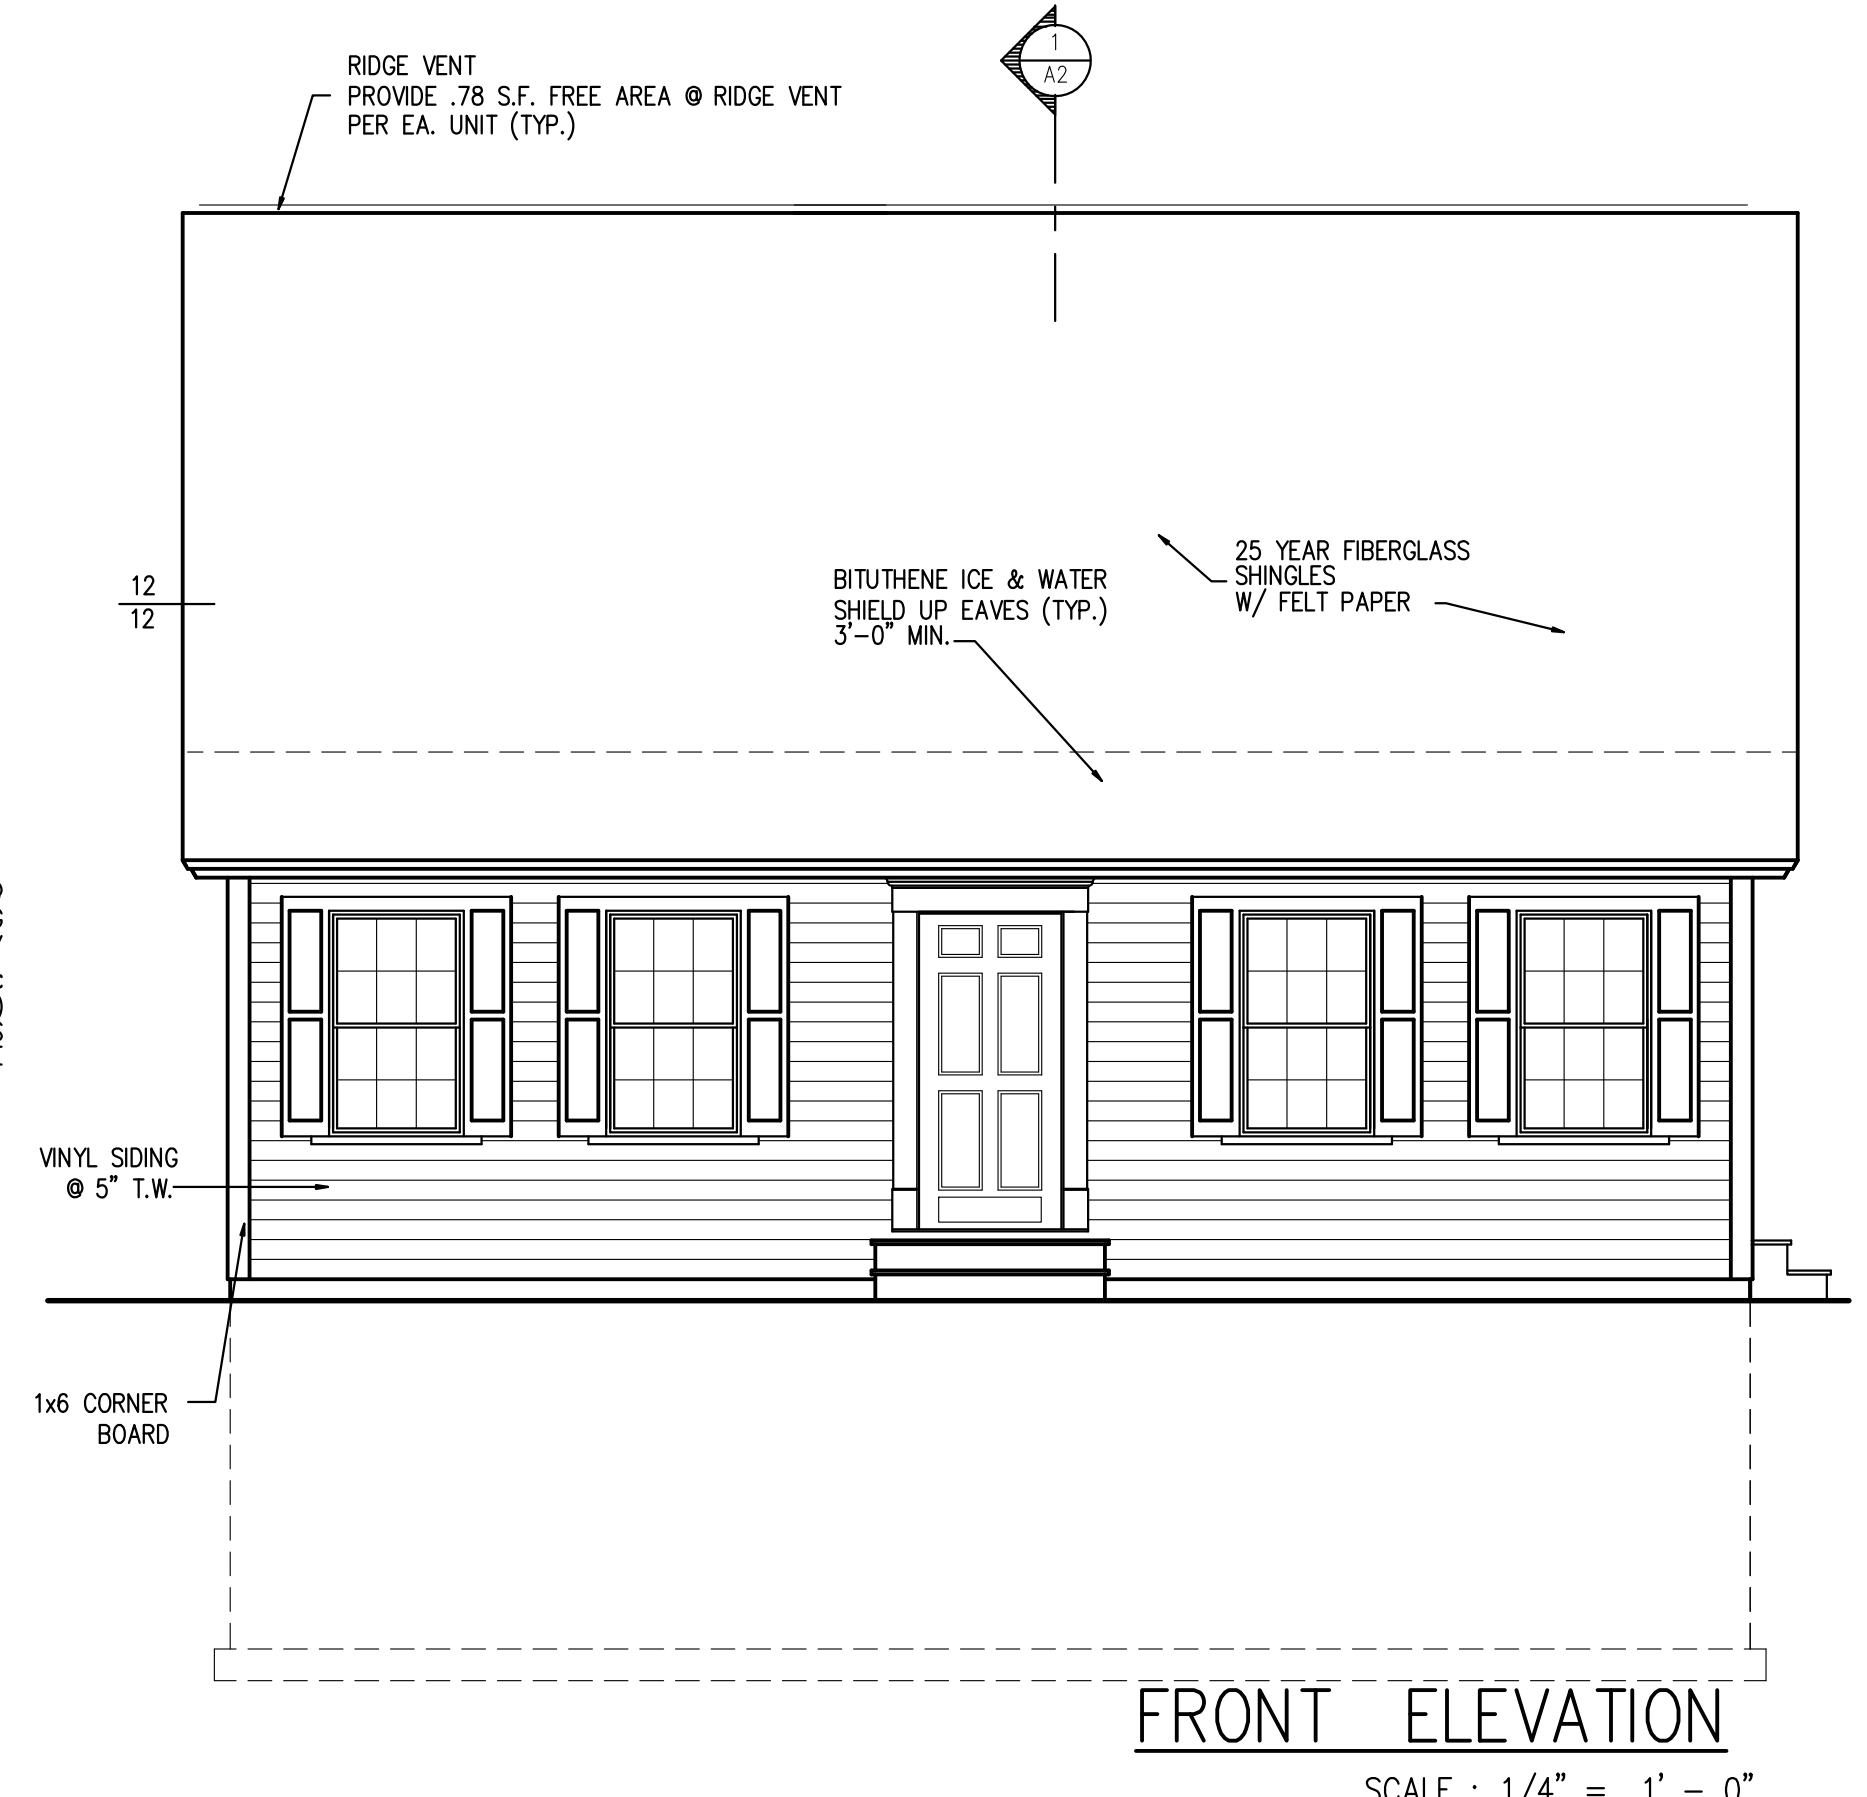 1
A2
RIDGE VENT
PROVIDE .78 S.F. FREE AREA @ RIDGE VENT
PER EA. UNIT (TYP.)
12
12
BITUTHENE ICE & WATER
SHIELD UP EAVES (TYP.)
3'-0" MIN.
25 YEAR FIBERGLASS
SHINGLES
W/ FELT PAPER
VINYL SIDING
@ 5" T.W.
1x6 CORNER
BOARD
FRONT ELEVATION
SCALE : 1/4" = 1' - 0"